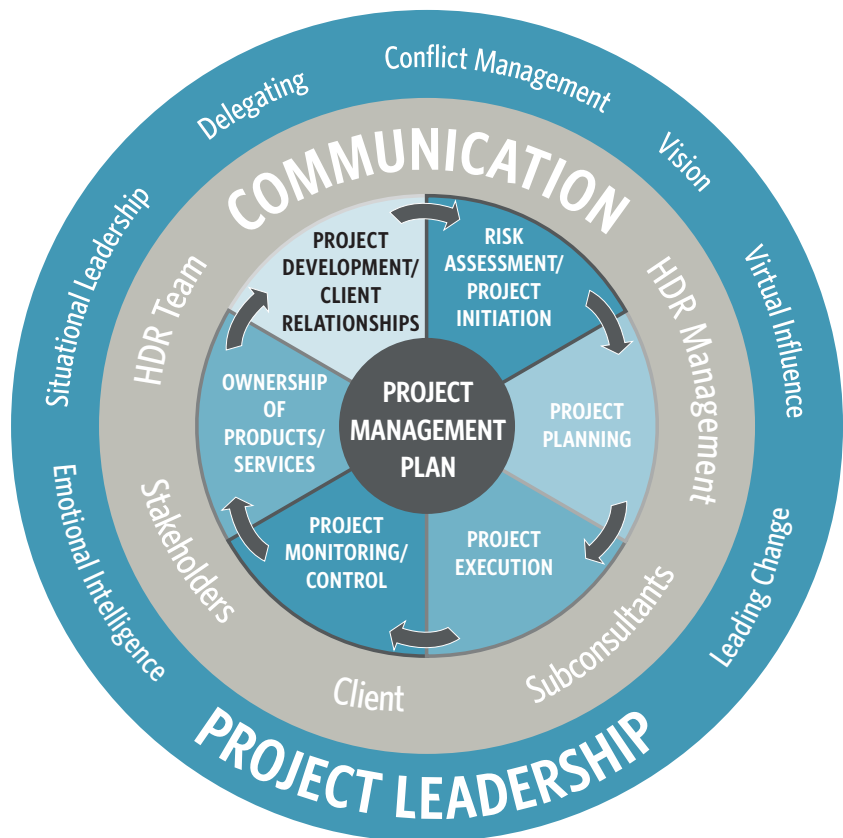 Conflict Management
Delegating
Vision
Situational Leadership
Virtual Influence
Emotional Intelligence
Leading Change
PROJECT LEADERSHIP
COMMUNICATION
HDR Team
HDR Management
Stakeholders
Subconsultants
Client
PROJECT
DEVELOPMENT/
CLIENT
RELATIONSHIPS
RISK
ASSESSMENT/
PROJECT
INITIATION
PROJECT
PLANNING
PROJECT
EXECUTION
PROJECT
MONITORING/
CONTROL
OWNERSHIP
OF
PRODUCTS/
SERVICES
PROJECT
MANAGEMENT
PLAN